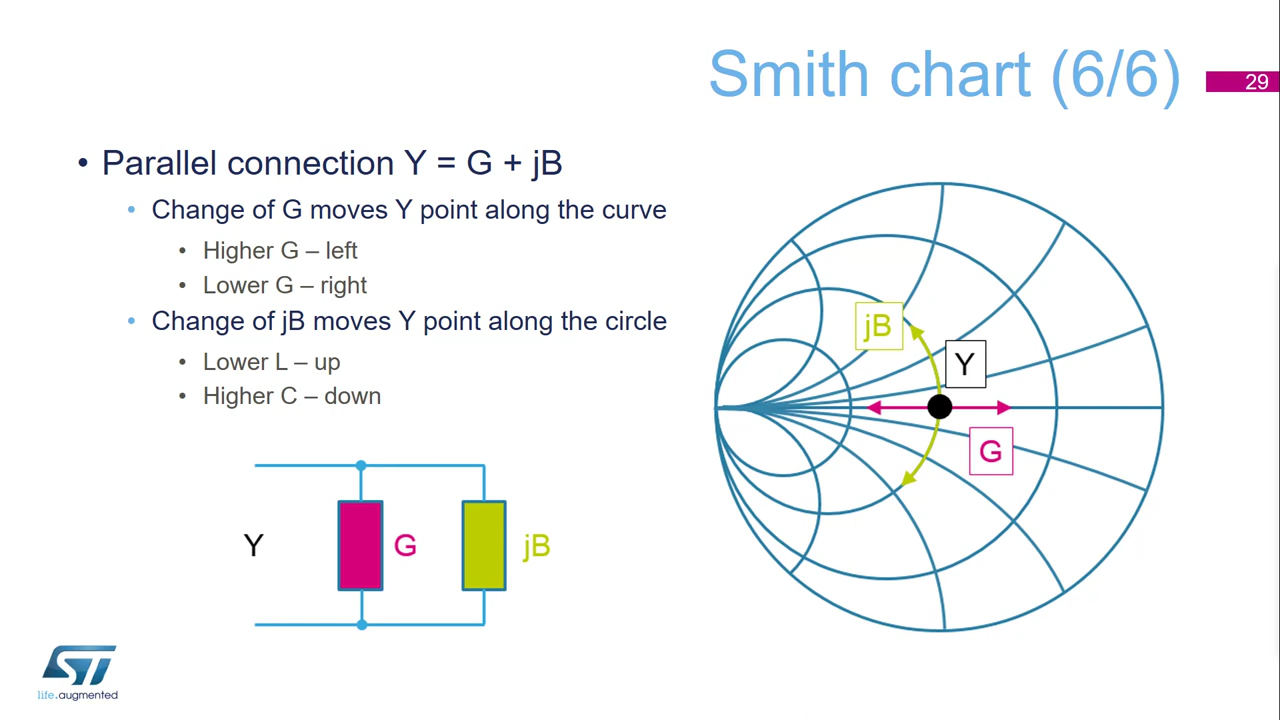 Smith chart (6/6)
29
• Parallel connection Y = G + jB
• Change of G moves Y point along the curve
• Higher G – left
• Lower G – right
• Change of jB moves Y point along the circle
• Lower L – up
• Higher C – down
jB
Y
G
Y
G
jB
ST
life.augmented